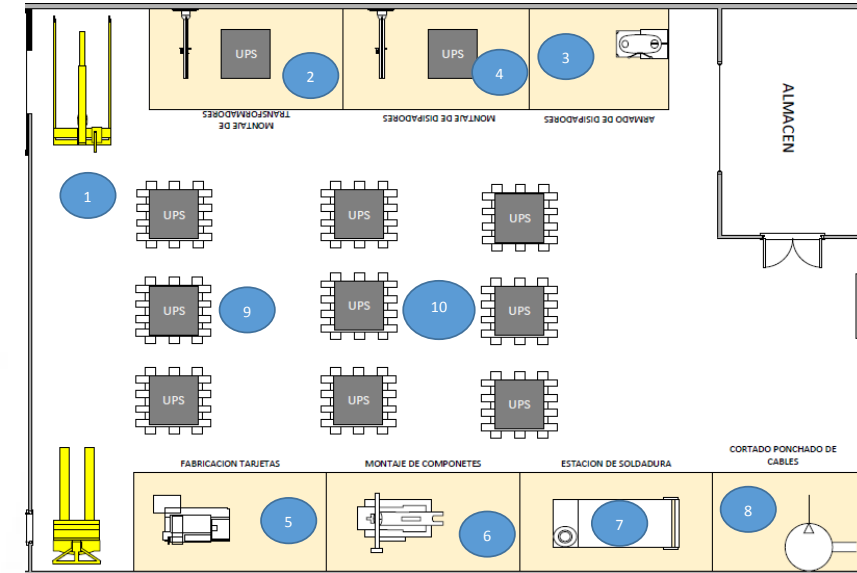 UPS
2
UPS
4
3
MONTAJE DE
TRANSFORMADORES
MONTAJE DE DISIPADORES
ARMADO DE DISIPADORES
ALMACEN
1
UPS
UPS
UPS
UPS
9
UPS
10
UPS
UPS
UPS
UPS
FABRICACION TARJETAS
MONTAJE DE COMPONETES
ESTACION DE SOLDADURA
CORTADO PONCHADO DE
CABLES
5
6
7
8